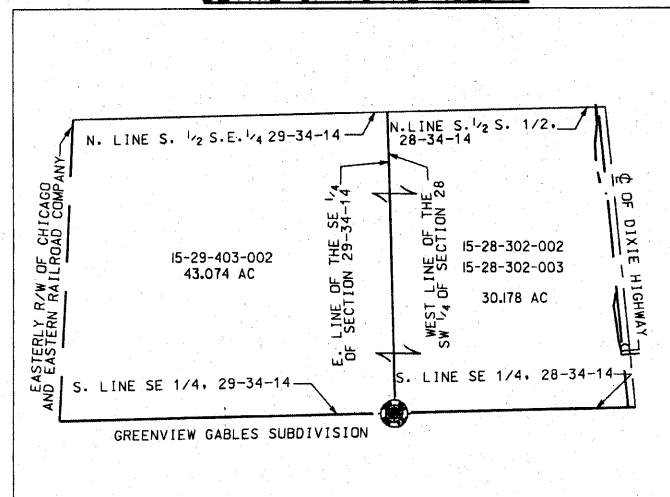 N. LINE S. 1/2 S.E. 1/4 29-34-14
N. LINE S. 1/2 S. 1/2,
28-34-14
EASTERLY R/W OF CHICAGO
AND EASTERN RAILROAD COMPANY
15-29-403-002
43.074 AC
E. LINE OF THE SE 1/4
OF SECTION 29-34-14
WEST LINE OF THE
SW 1/4 OF SECTION 28
15-28-302-002
15-28-302-003
30.178 AC
℄ OF DIXIE HIGHWAY
S. LINE SE 1/4, 29-34-14
S. LINE SE 1/4, 28-34-14
GREENVIEW GABLES SUBDIVISION